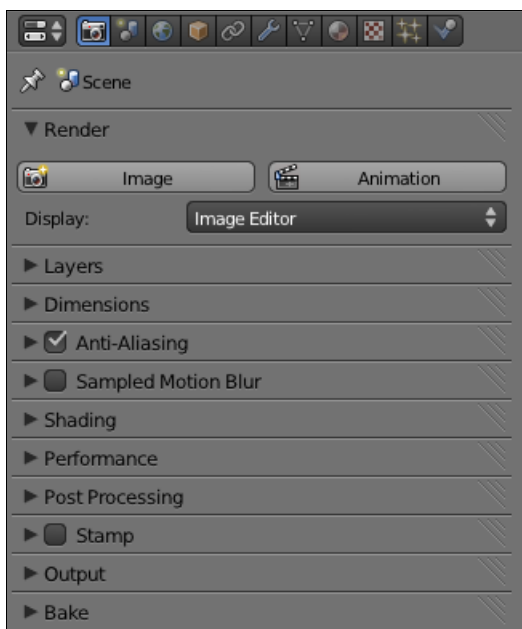 Scene
Render
Image Animation
Display: Image Editor
Layers
Dimensions
Anti-Aliasing
Sampled Motion Blur
Shading
Performance
Post Processing
Stamp
Output
Bake